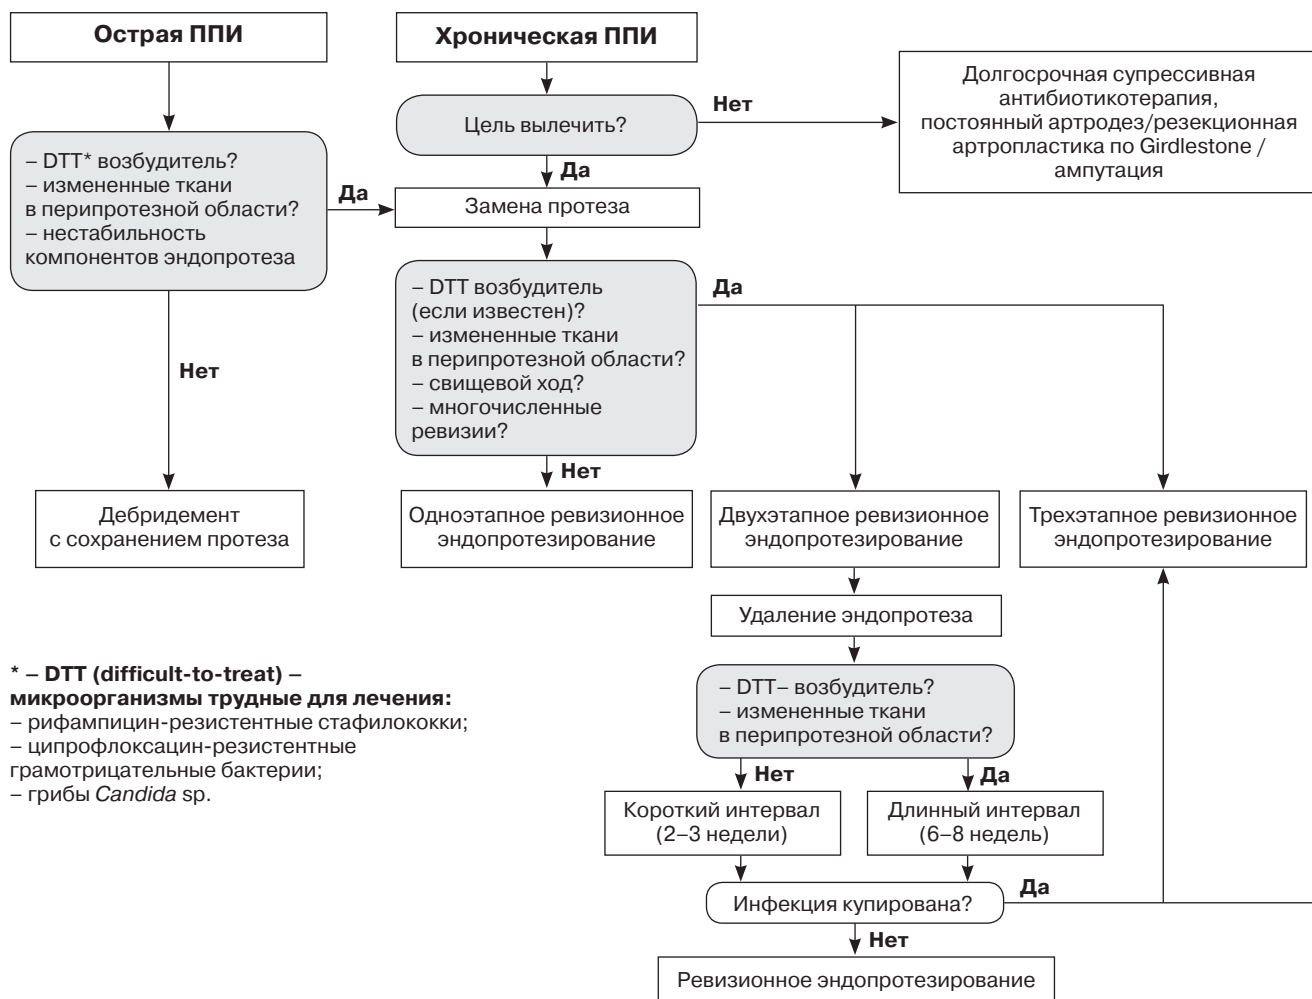 Острая ППИ
Хроническая ППИ
Цель вылечить?
Нет
Долгосрочная супрессивная
антибиотикотерапия,
постоянный артродез/резекционная
артропластика по Girdlestone /
ампутация
– DTT* возбудитель?
– измененные ткани
в перипротезной области?
– нестабильность
компонентов эндопротеза
Да
Да
Замена протеза
– DTT возбудитель
(если известен)?
– измененные ткани
в перипротезной области?
– свищевой ход?
– многочисленные
ревизии?
Да
Нет
Нет
Дебридемент
с сохранением протеза
Одноэтапное ревизионное
эндопротезирование
Двухэтапное ревизионное
эндопротезирование
Трехэтапное ревизионное
эндопротезирование
Удаление эндопротеза
– DTT– возбудитель?
– измененные ткани
в перипротезной области?
Нет
Да
Короткий интервал
(2–3 недели)
Длинный интервал
(6–8 недель)
Инфекция купирована?
Да
Нет
Ревизионное эндопротезирование
* – DTT (difficult-to-treat) –
микроорганизмы трудные для лечения:
– рифампицин-резистентные стафилококки;
– ципрофлоксацин-резистентные
грамотрицательные бактерии;
– грибы Candida sp.